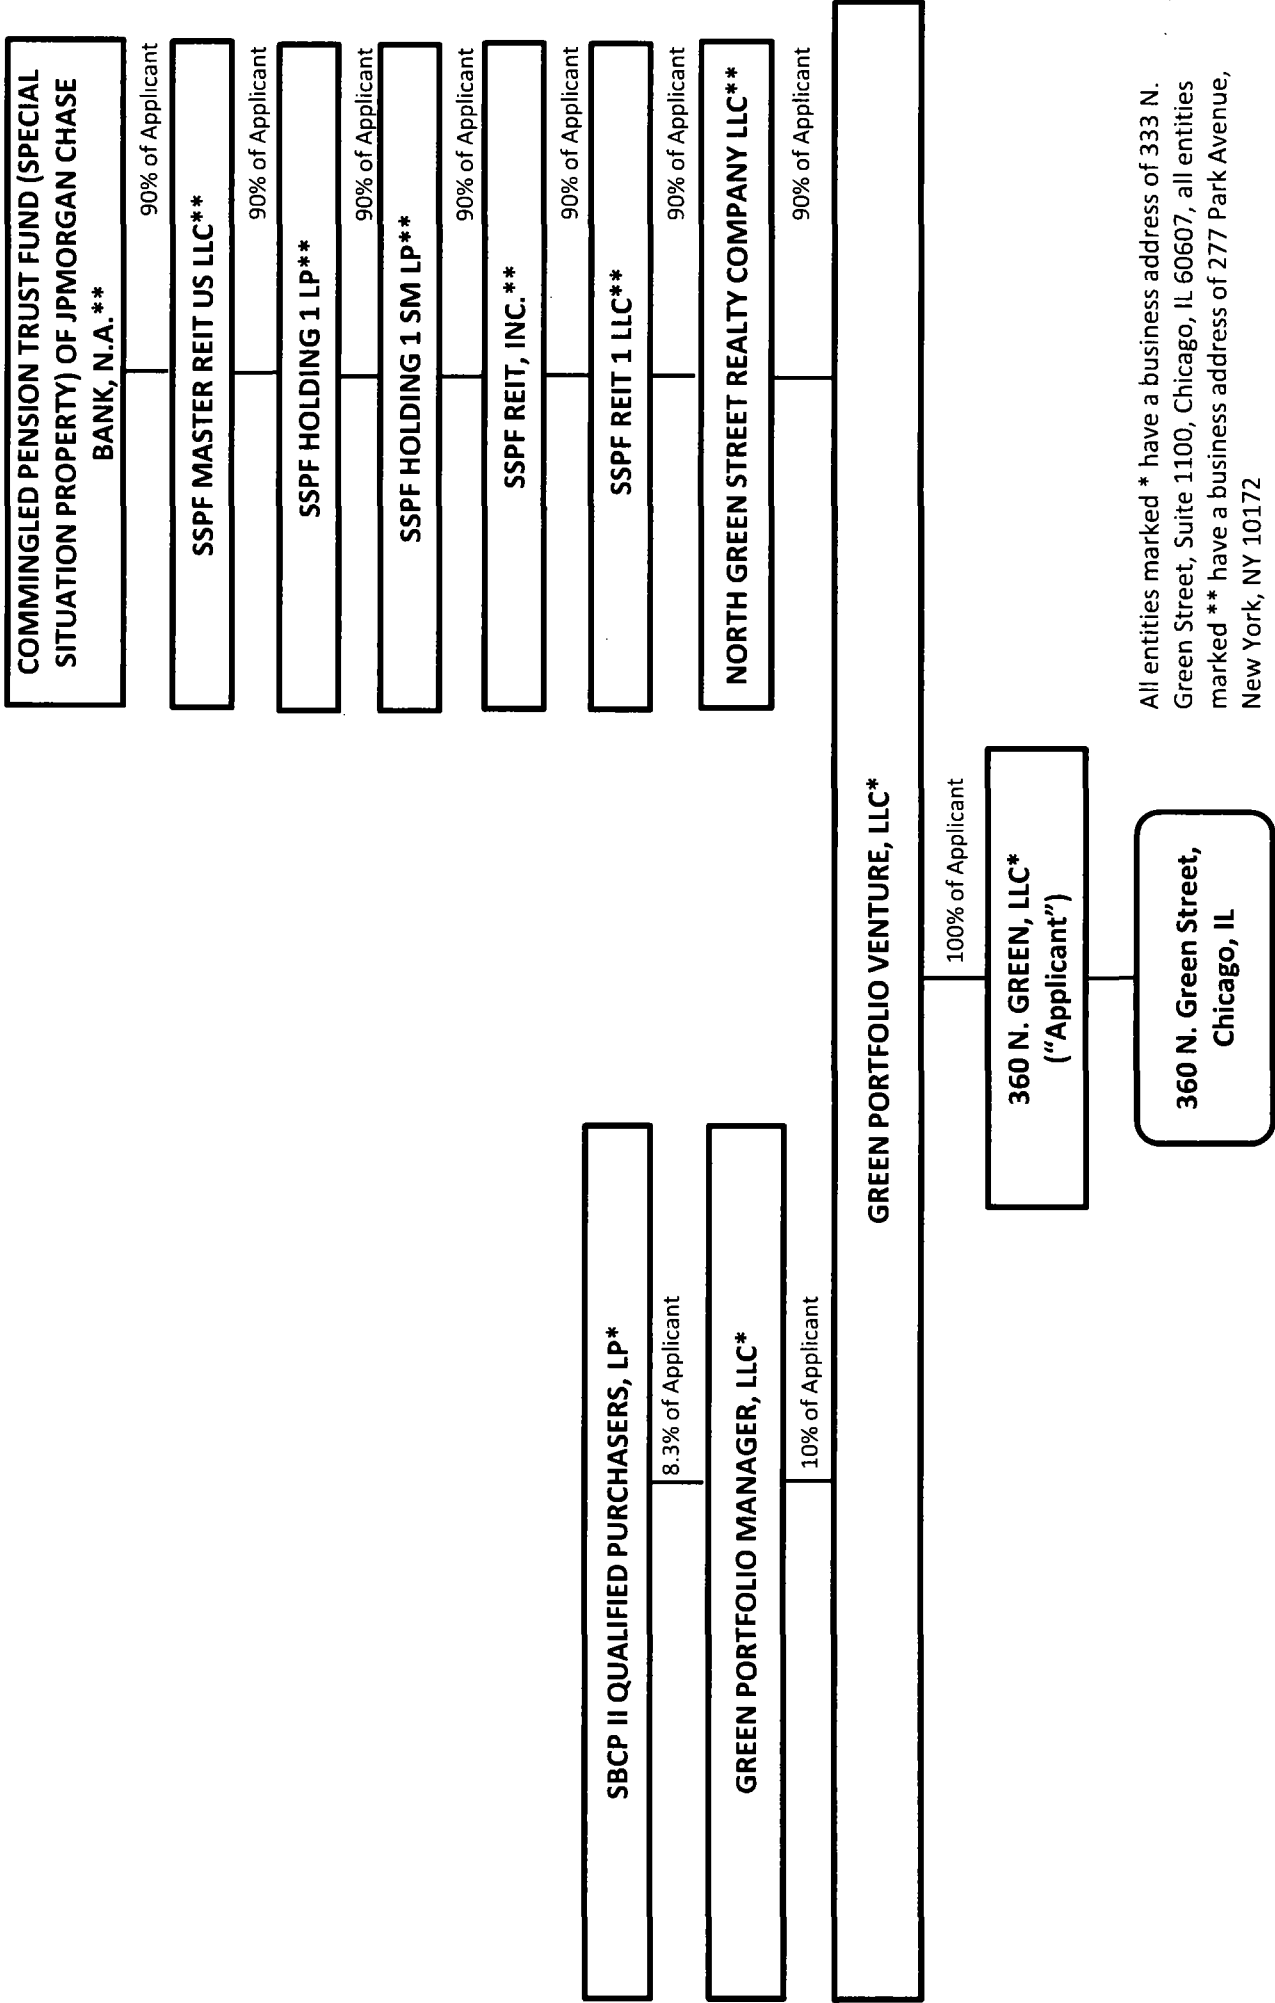 COMMINGLED PENSION TRUST FUND (SPECIAL
SITUATION PROPERTY) OF JPMORGAN CHASE
BANK, N.A.**
90% of Applicant
SSPF MASTER REIT US LLC**
90% of Applicant
SSPF HOLDING 1 LP**
90% of Applicant
SSPF HOLDING 1 SM LP**
90% of Applicant
SSPF REIT, INC.**
90% of Applicant
SSPF REIT 1 LLC**
90% of Applicant
NORTH GREEN STREET REALTY COMPANY LLC**
90% of Applicant
SBCP II QUALIFIED PURCHASERS, LP*
8.3% of Applicant
GREEN PORTFOLIO MANAGER, LLC*
10% of Applicant
GREEN PORTFOLIO VENTURE, LLC*
100% of Applicant
360 N. GREEN, LLC*
(“Applicant”)
360 N. Green Street,
Chicago, IL
All entities marked * have a business address of 333 N.
Green Street, Suite 1100, Chicago, IL 60607, all entities
marked ** have a business address of 277 Park Avenue,
New York, NY 10172